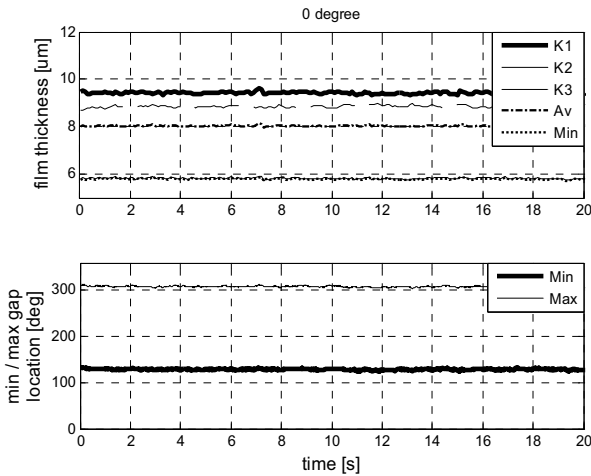 0 degree
12
10
8
6
film thickness [um]
K1
K2
K3
Av
Min
0 2 4 6 8 10 12 14 16 18 20
300
200
100
0
min / max gap
location [deg]
Min
Max
0 2 4 6 8 10 12 14 16 18 20
time [s]